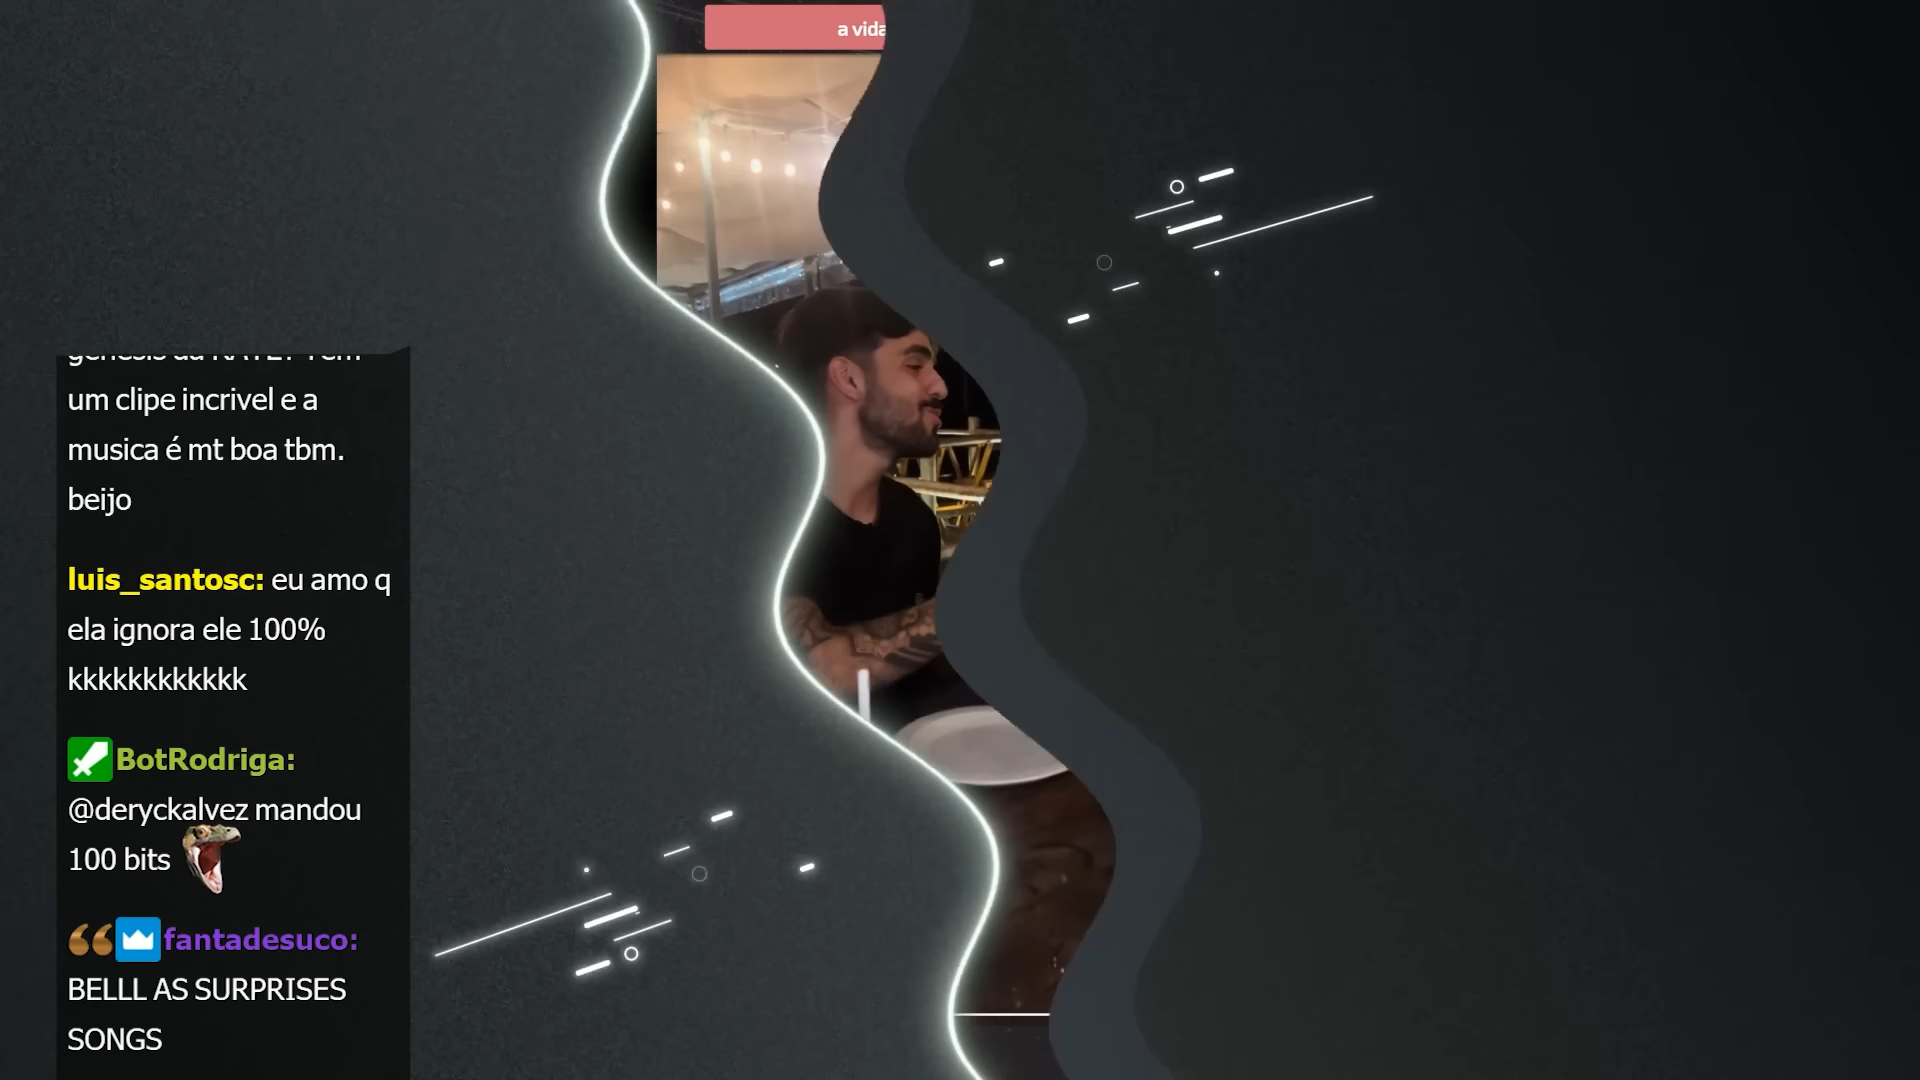 a vida
um clipe incrivel e a
musica é mt boa tbm.
beijo
luis_santosc: eu amo q
ela ignora ele 100%
kkkkkkkkkkkk
BotRodriga:
@deryckalvez mandou
100 bits
fantadesuco:
BELLL AS SURPRISES
SONGS